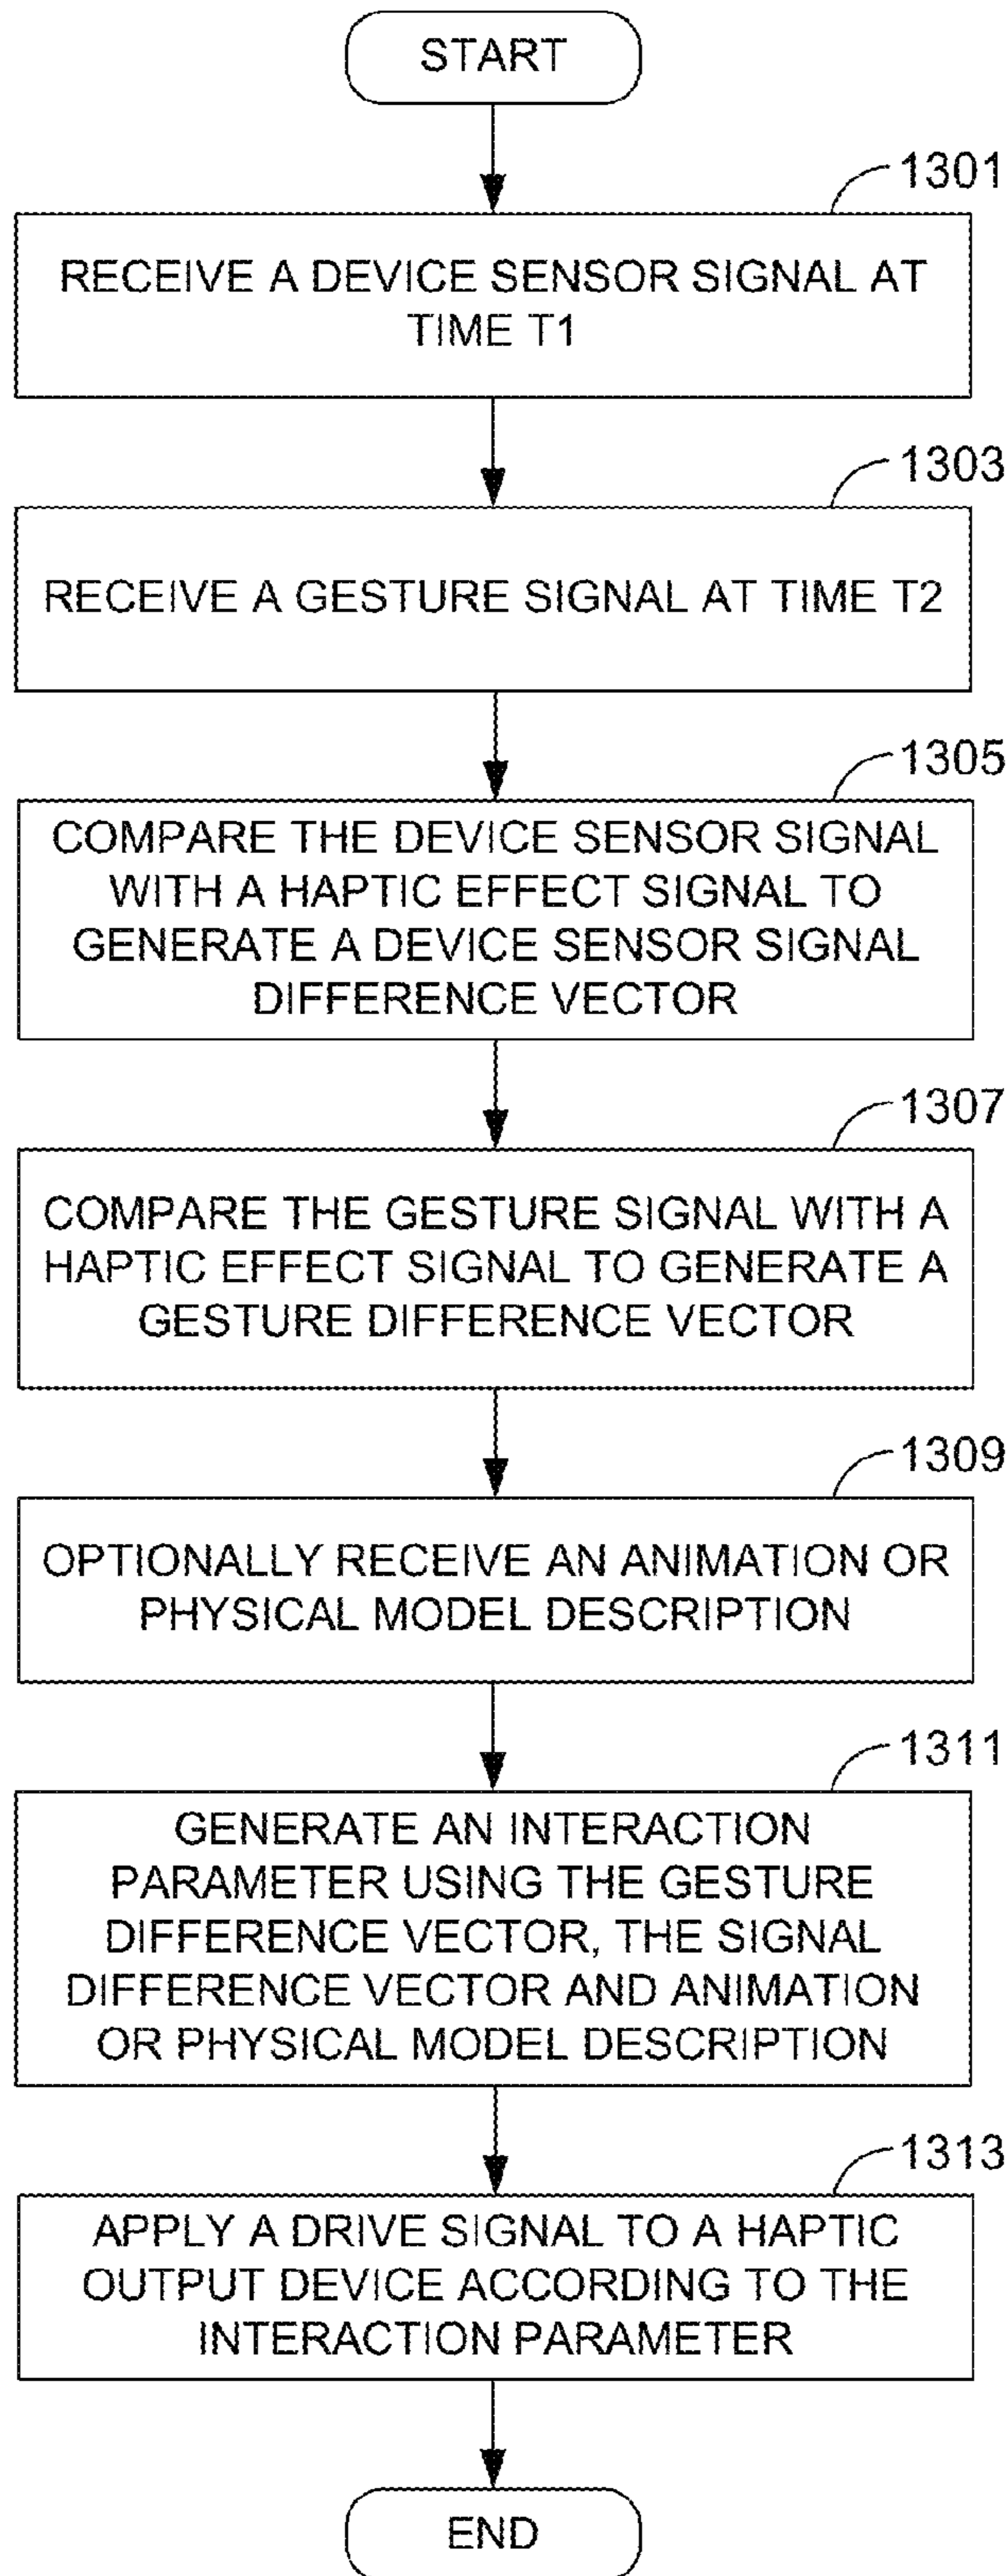 START
1301
RECEIVE A DEVICE SENSOR SIGNAL AT
TIME T1
1303
RECEIVE A GESTURE SIGNAL AT TIME T2
1305
COMPARE THE DEVICE SENSOR SIGNAL
WITH A HAPTIC EFFECT SIGNAL TO
GENERATE A DEVICE SENSOR SIGNAL
DIFFERENCE VECTOR
1307
COMPARE THE GESTURE SIGNAL WITH A
HAPTIC EFFECT SIGNAL TO GENERATE A
GESTURE DIFFERENCE VECTOR
1309
OPTIONALLY RECEIVE AN ANIMATION OR
PHYSICAL MODEL DESCRIPTION
1311
GENERATE AN INTERACTION
PARAMETER USING THE GESTURE
DIFFERENCE VECTOR, THE SIGNAL
DIFFERENCE VECTOR AND ANIMATION
OR PHYSICAL MODEL DESCRIPTION
1313
APPLY A DRIVE SIGNAL TO A HAPTIC
OUTPUT DEVICE ACCORDING TO THE
INTERACTION PARAMETER
END